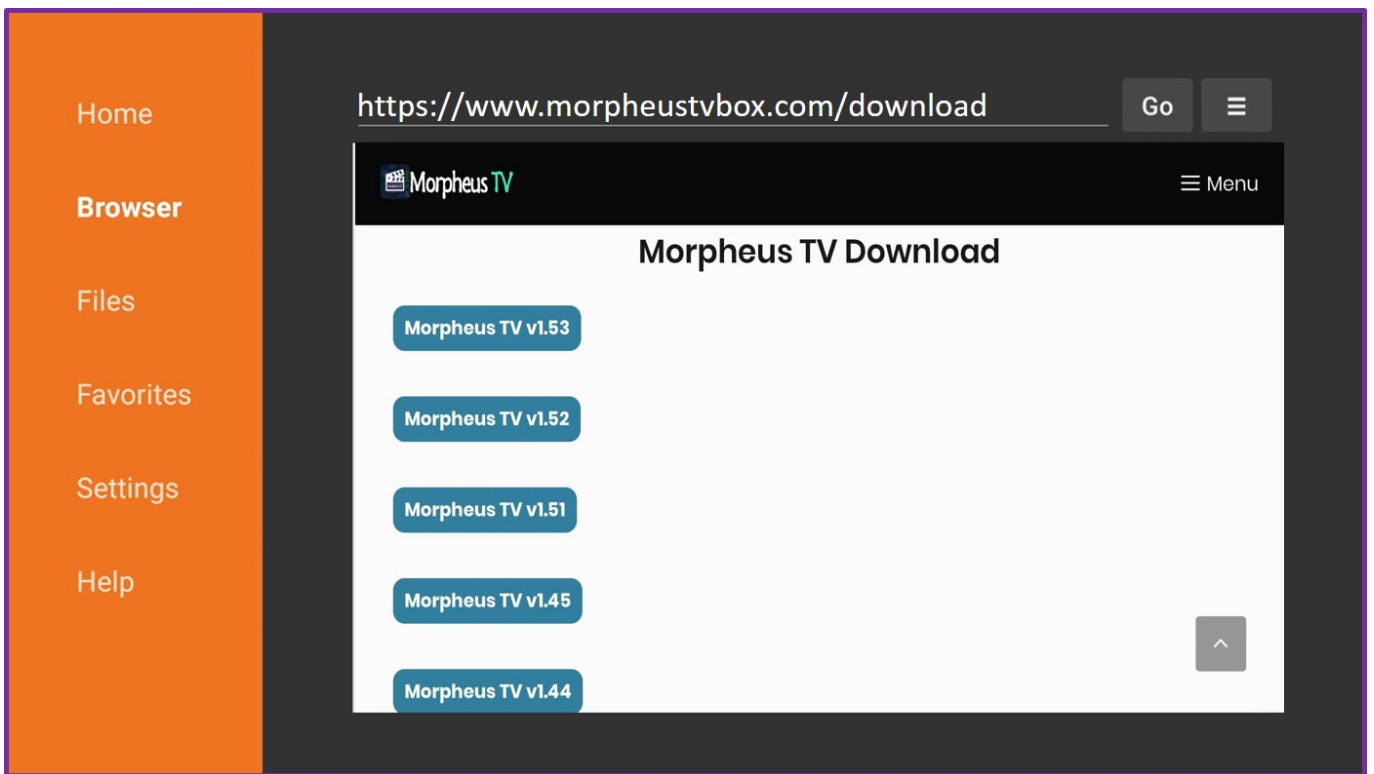 Home
Browser
Files
Favorites
Settings
Help
https://www.morpheustvbox.com/download
Go
Morpheus TV
Menu
Morpheus TV Download
Morpheus TV v1.53
Morpheus TV v1.52
Morpheus TV v1.51
Morpheus TV v1.45
Morpheus TV v1.44